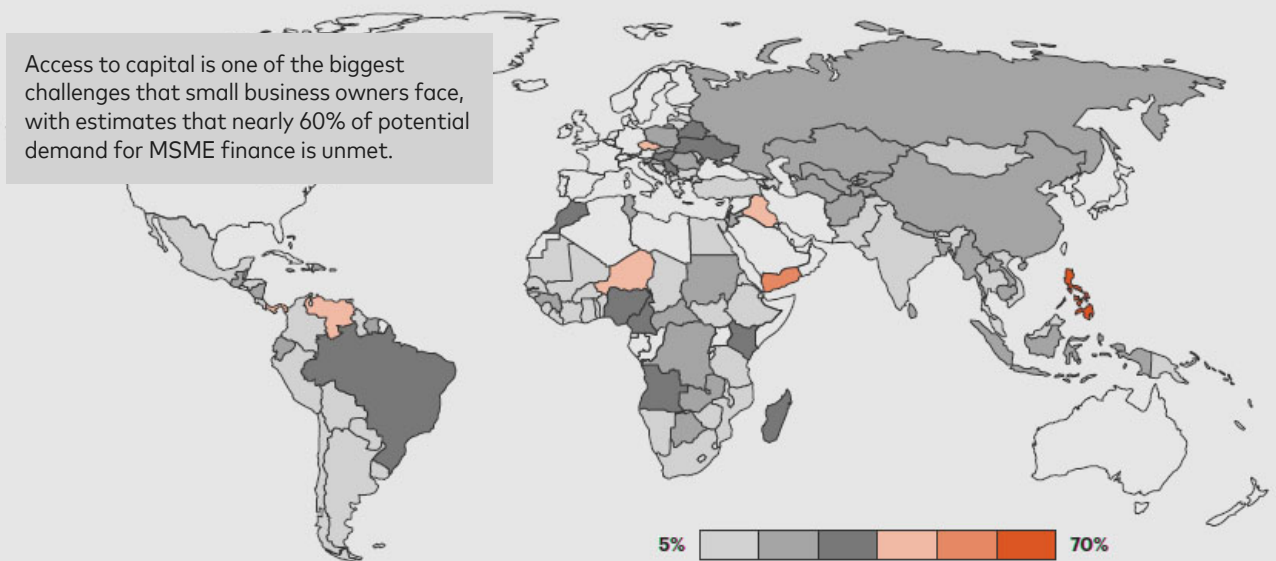 Access to capital is one of the biggest
challenges that small business owners face,
with estimates that nearly 60% of potential
demand for MSME finance is unmet.
5%
70%